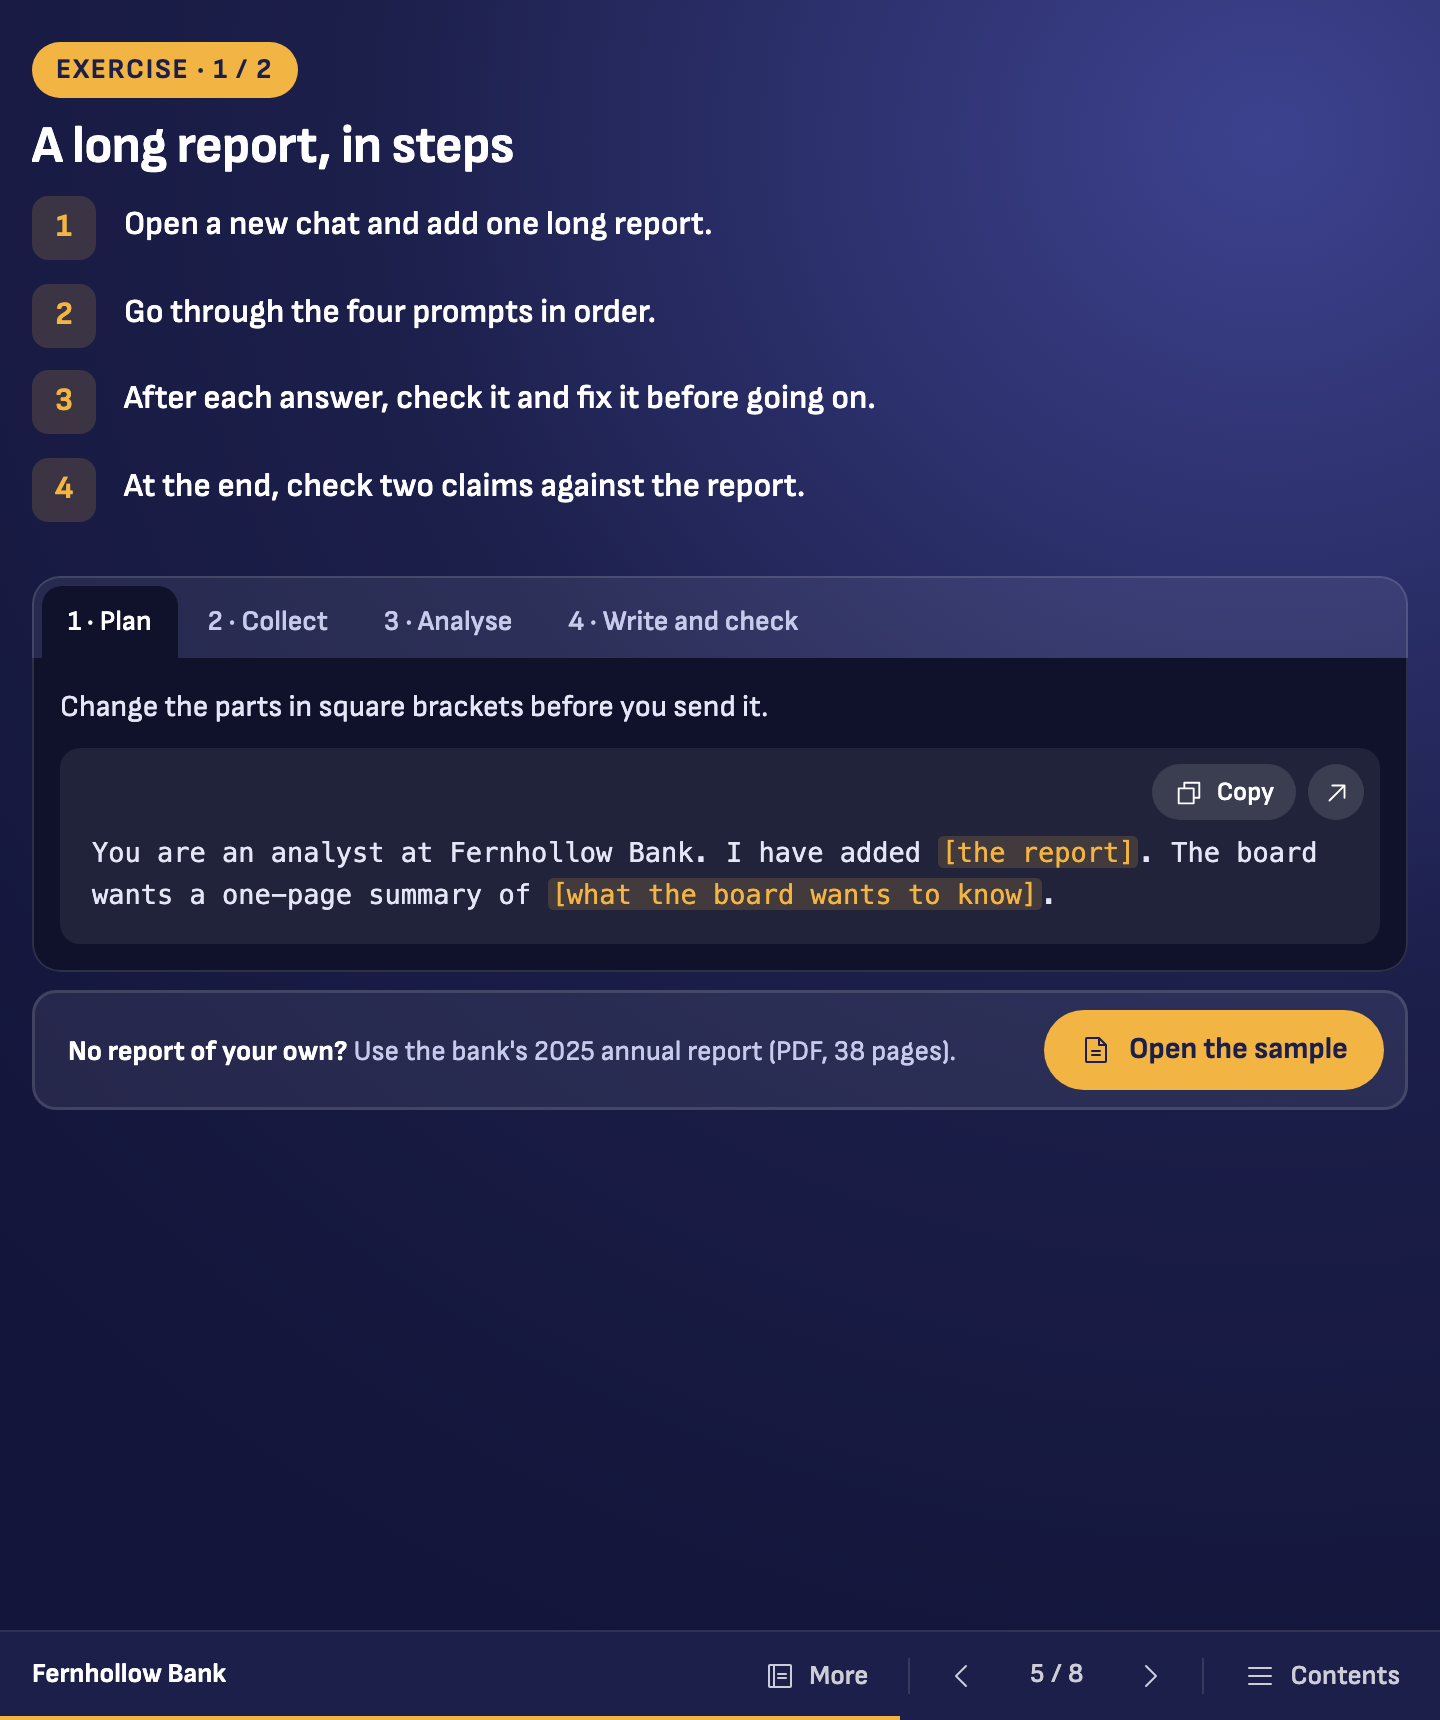 EXERCISE · 1 / 2
A long report, in steps
1 Open a new chat and add one long report.
2 Go through the four prompts in order.
3 After each answer, check it and fix it before going on.
4 At the end, check two claims against the report.
1 · Plan 2 · Collect 3 · Analyse 4 · Write and check
Change the parts in square brackets before you send it.
Copy
You are an analyst at Fernhollow Bank. I have added [the report]. The board
wants a one-page summary of [what the board wants to know].
No report of your own? Use the bank's 2025 annual report (PDF, 38 pages). Open the sample
Fernhollow Bank More 5 / 8 Contents